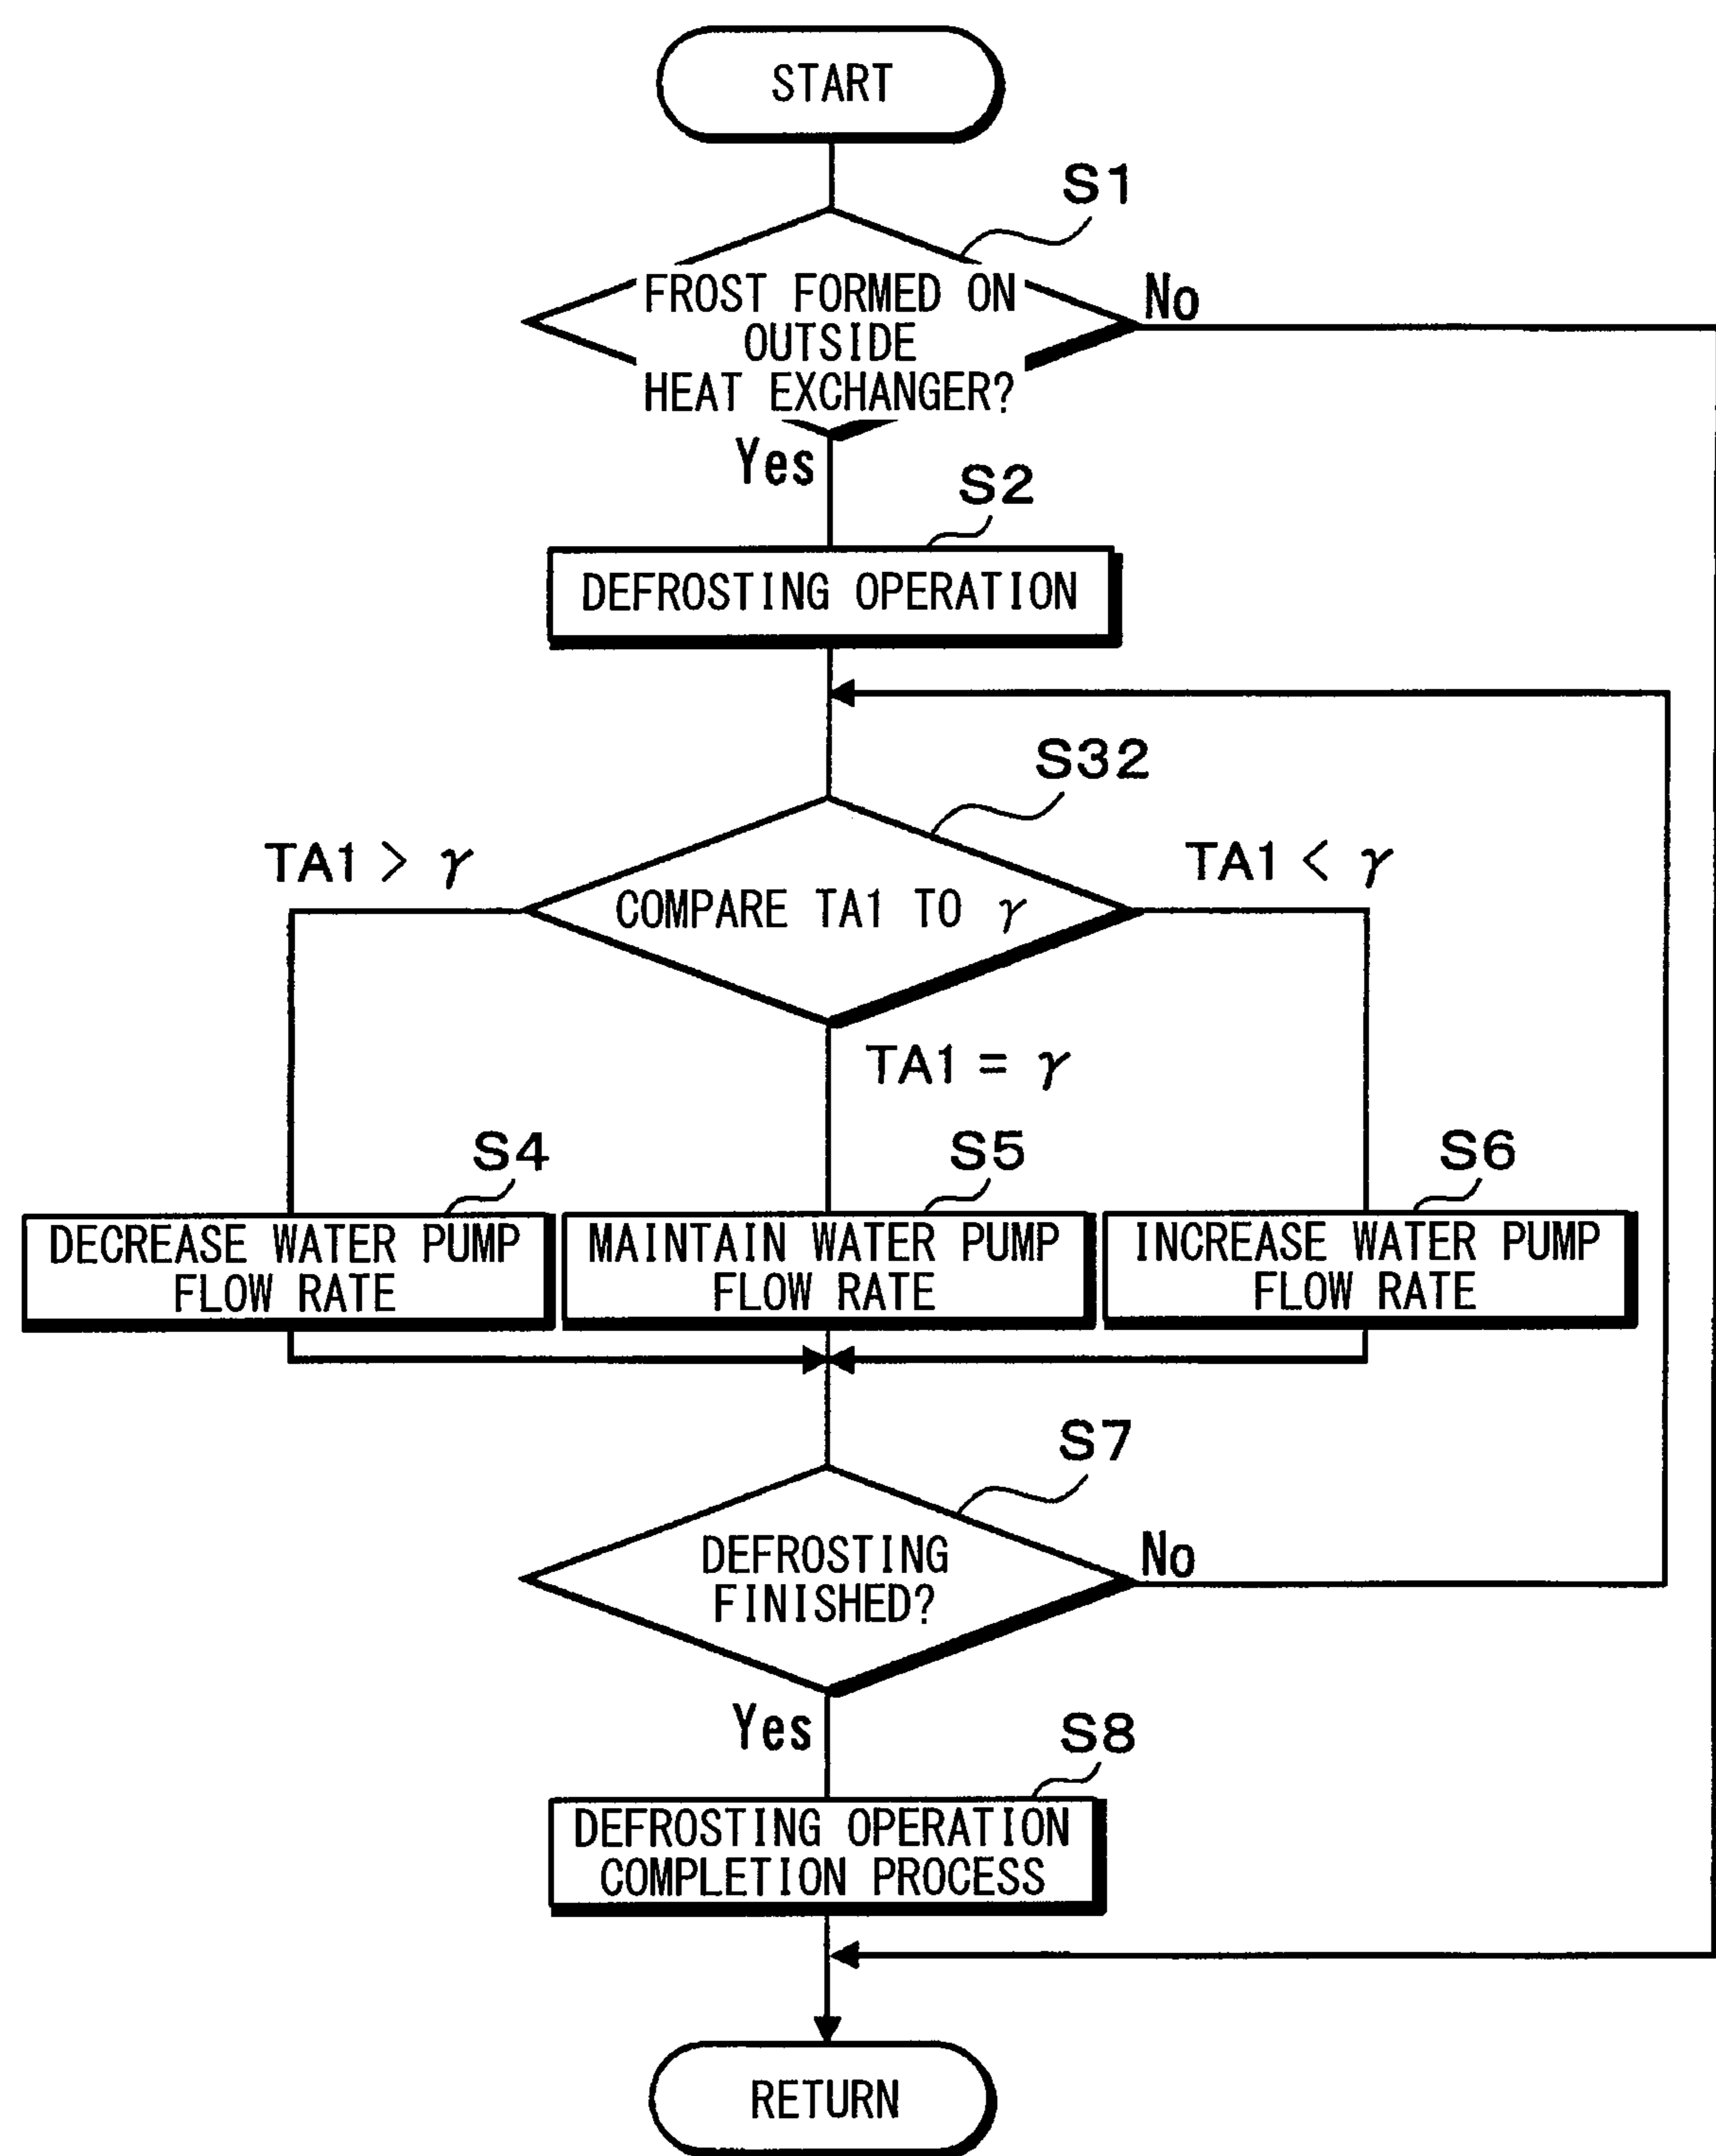 START
S1
FROST FORMED ON
OUTSIDE
HEAT EXCHANGER?
No
Yes
S2
DEFROSTING OPERATION
S32
TA1 > γ
COMPARE TA1 TO γ
TA1 < γ
TA1 = γ
S4
S5
S6
DECREASE WATER PUMP
FLOW RATE
MAINTAIN WATER PUMP
FLOW RATE
INCREASE WATER PUMP
FLOW RATE
S7
DEFROSTING
FINISHED?
No
Yes
S8
DEFROSTING OPERATION
COMPLETION PROCESS
RETURN